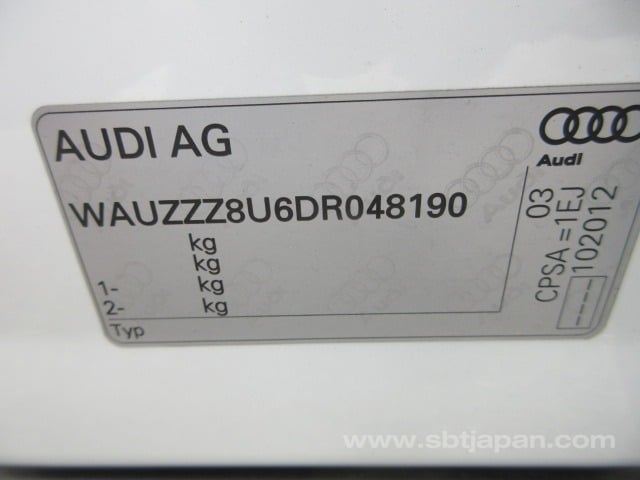 AUDI AG
Audi
WAUZZZ8U6DR048190
kg
kg
1- kg
2- kg
Typ
03
CPSA =1EJ
----- 102012
www.sbtjapan.com